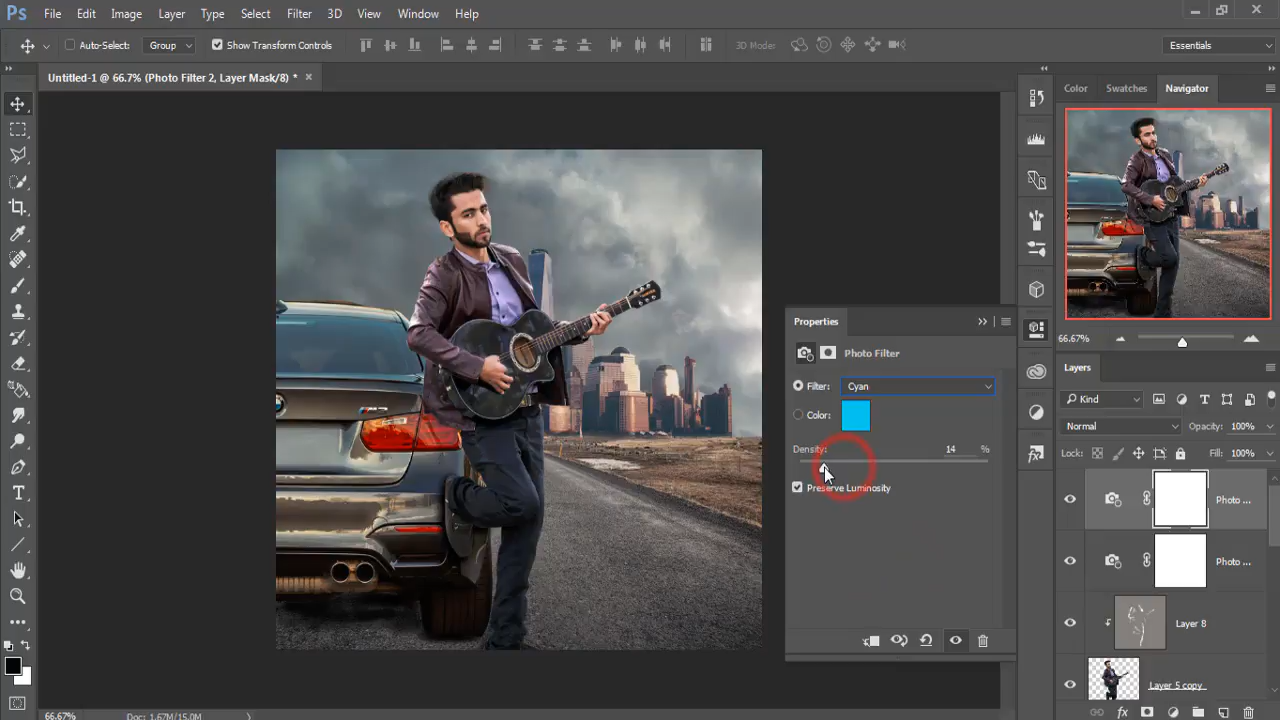 Ps File Edit Image Layer Type Select Filter 3D View Window Help
Auto-Select: Group Show Transform Controls 3D Mode: Essentials
Untitled-1 @ 66.7% (Photo Filter 2, Layer Mask/8) * ×
Color Swatches Navigator
Properties
66.67%
Photo Filter
Layers
Filter: Cyan
Kind
Color:
Normal Opacity: 100%
Density: 14 %
Lock: Fill: 100%
Preserve Luminosity
Photo ...
Photo ...
Layer 8
Layer 5 copy
66.67% Doc: 1.67M/15.0M